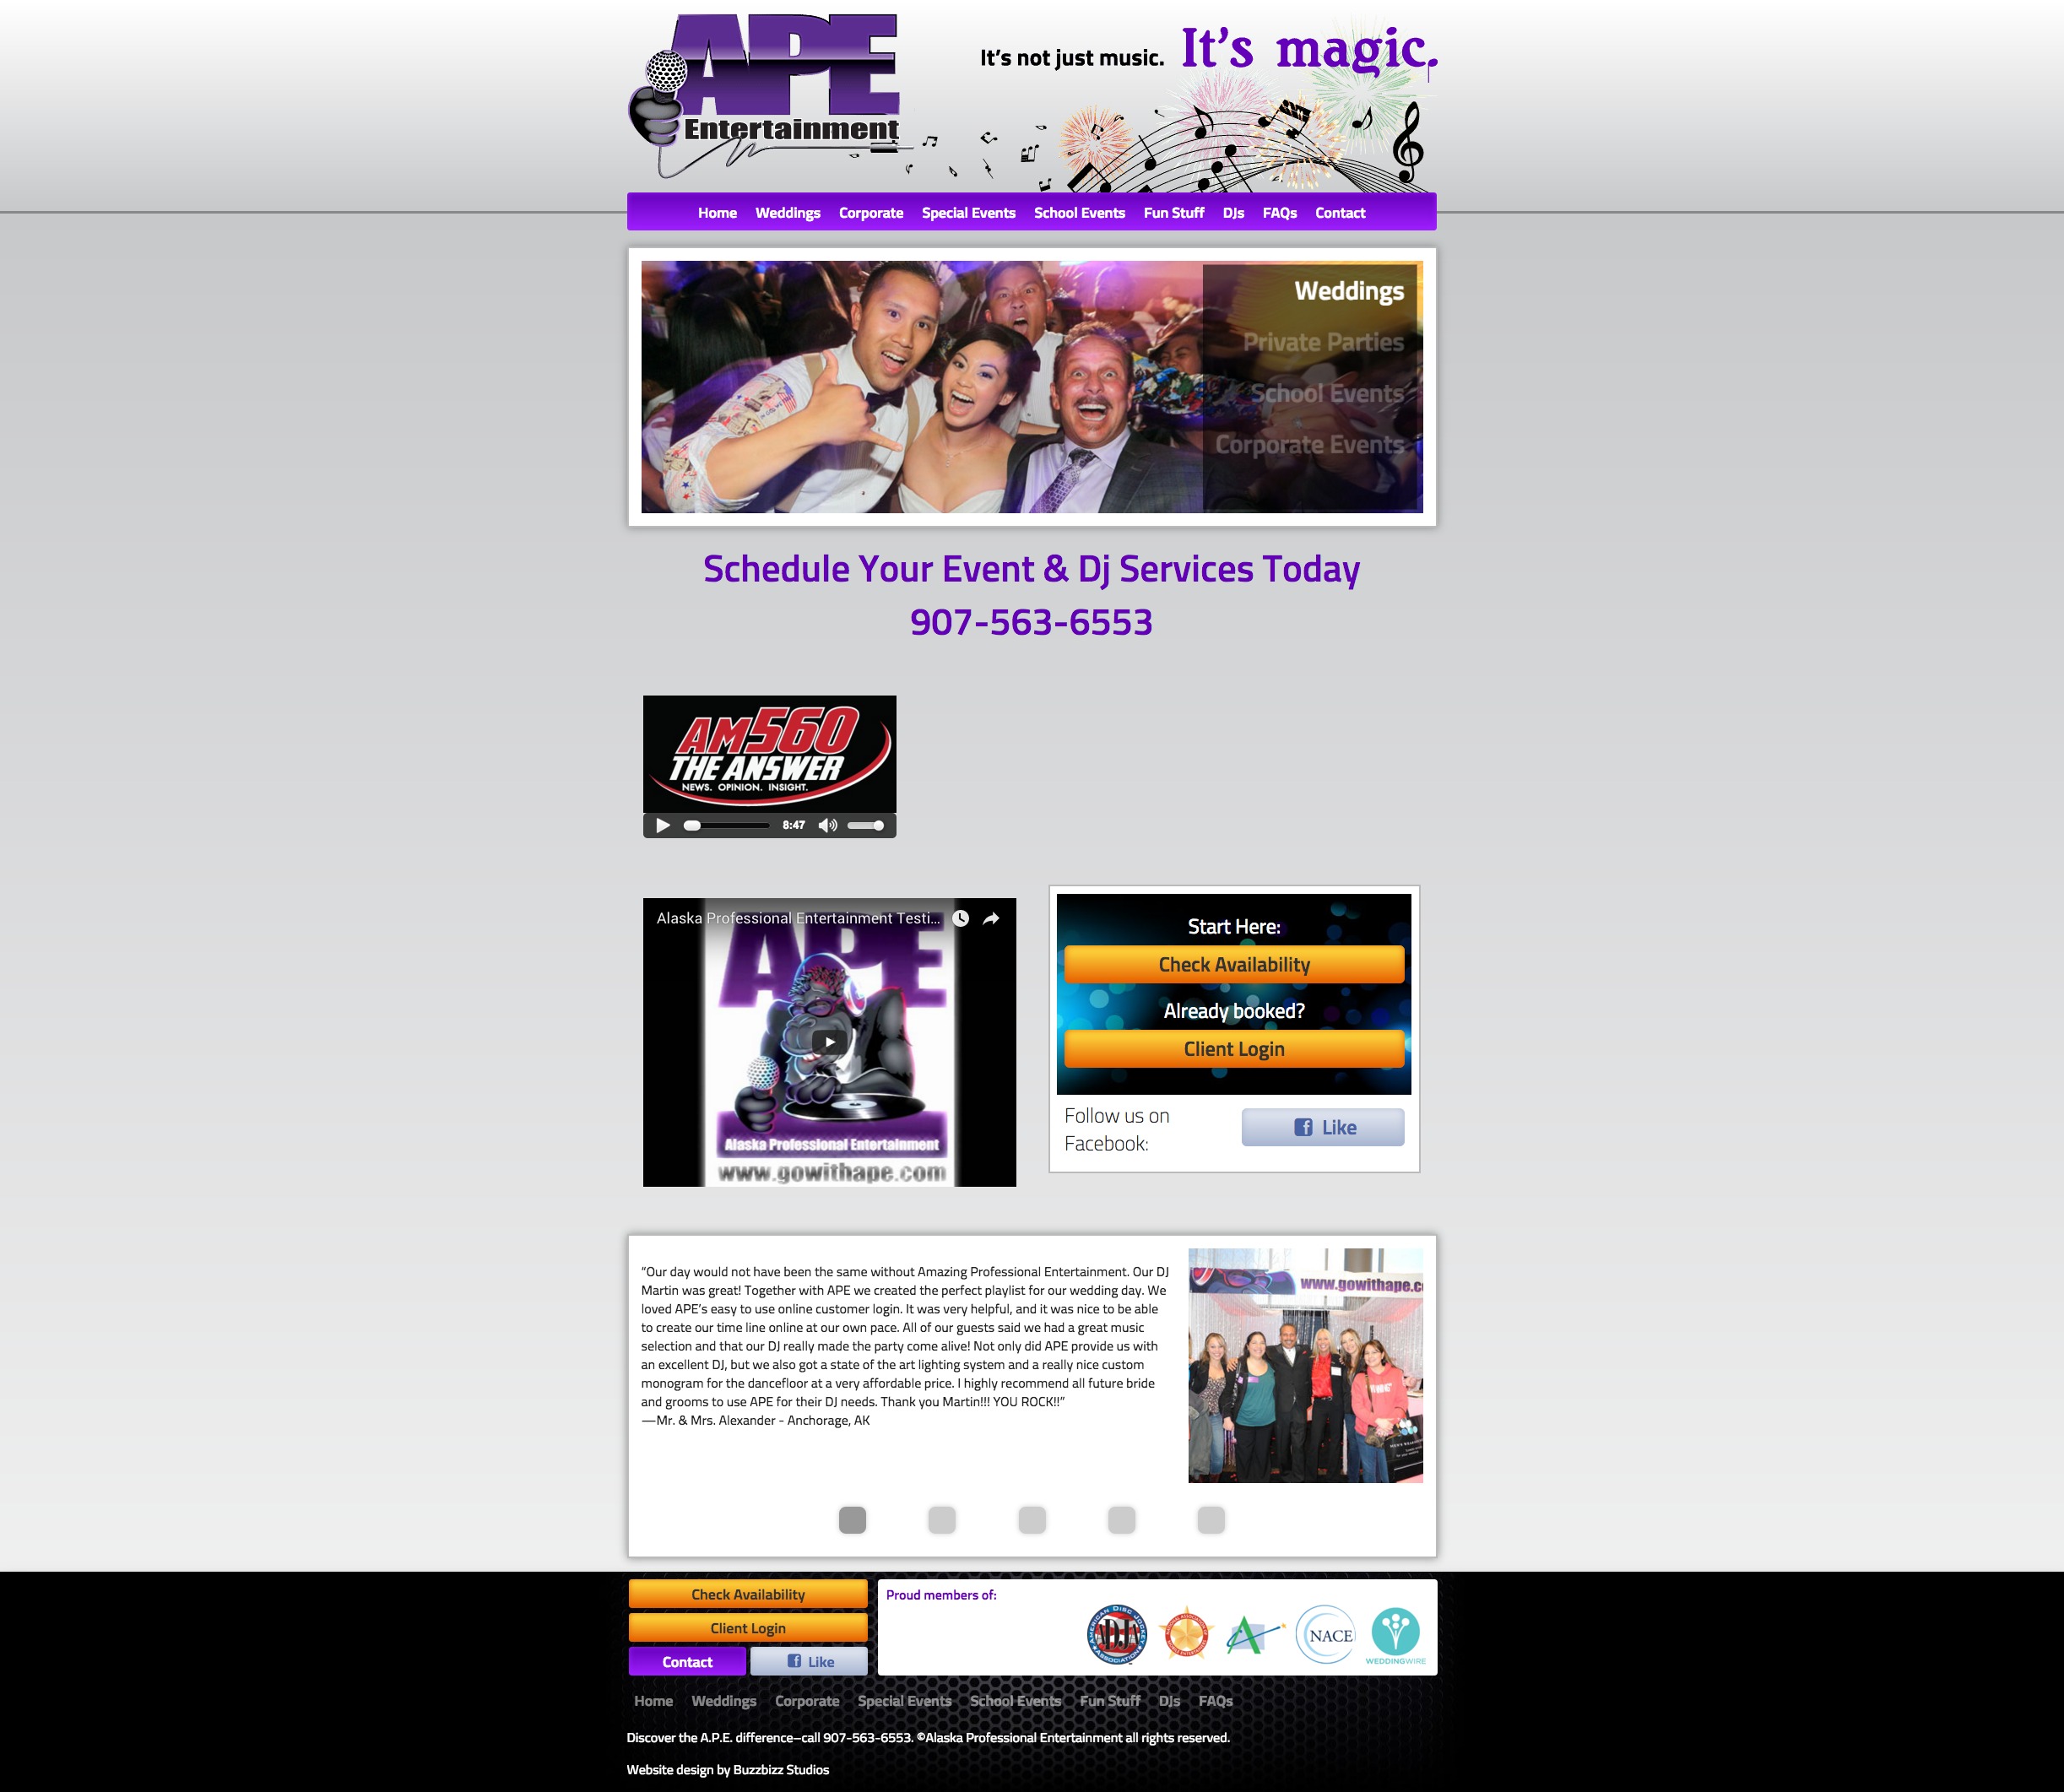 APE
Entertainment
It's not just music. It's magic.
Home Weddings Corporate Special Events School Events Fun Stuff DJs FAQs Contact
Weddings
Private Parties
School Events
Corporate Events
Schedule Your Event & Dj Services Today
907-563-6553
AM560
THE ANSWER
NEWS. OPINION. INSIGHT.
8:47
Alaska Professional Entertainment Testi...
APE
Alaska Professional Entertainment
www.gowithape.com
Start Here:
Check Availability
Already booked?
Client Login
Follow us on
Facebook:
Like
“Our day would not have been the same without Amazing Professional Entertainment. Our DJ
Martin was great! Together with APE we created the perfect playlist for our wedding day. We
loved APE’s easy to use online customer login. It was very helpful, and it was nice to be able
to create our time line online at our own pace. All of our guests said we had a great music
selection and that our DJ really made the party come alive! Not only did APE provide us with
an excellent DJ, but we also got a state of the art lighting system and a really nice custom
monogram for the dancefloor at a very affordable price. I highly recommend all future bride
and grooms to use APE for their DJ needs. Thank you Martin!!! YOU ROCK!!”
—Mr. & Mrs. Alexander - Anchorage, AK
www.gowithape.c
Check Availability
Client Login
Contact
Like
Proud members of:
AMERICAN DISC JOCKEY
ADJA
ASSOCIATION
NACE
WEDDINGWIRE
Home Weddings Corporate Special Events School Events Fun Stuff DJs FAQs
Discover the A.P.E. difference–call 907-563-6553. ©Alaska Professional Entertainment all rights reserved.
Website design by Buzzbizz Studios